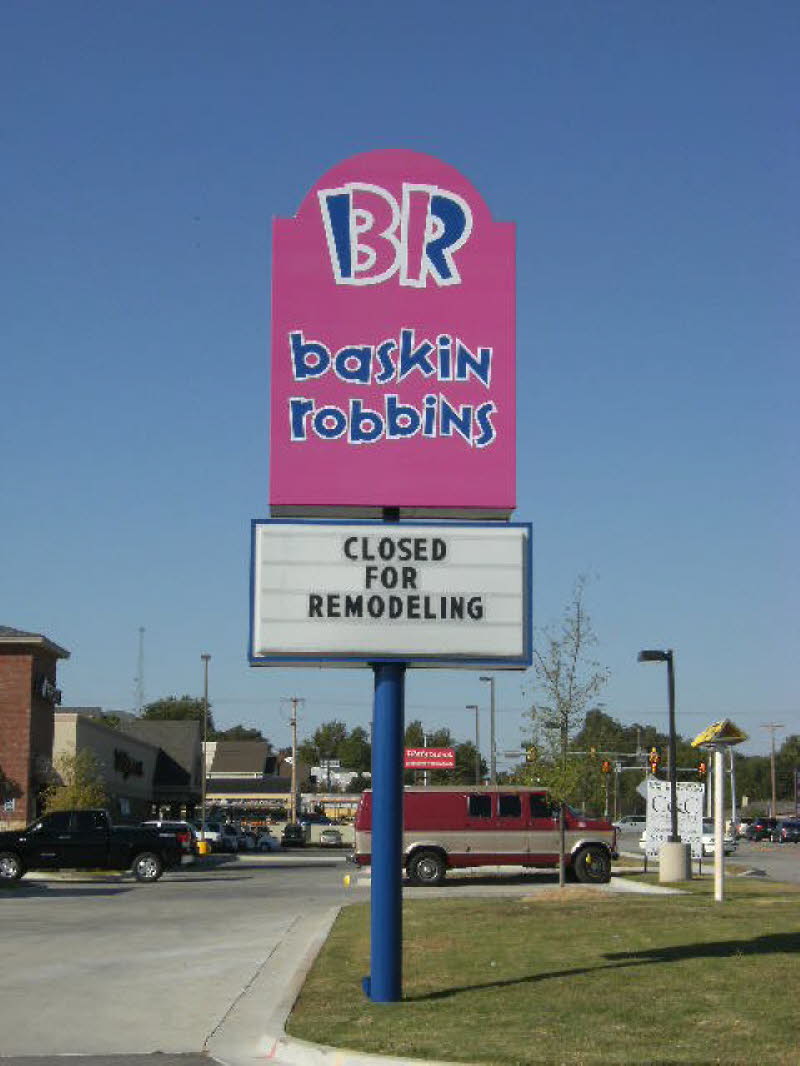 BR
baskin
robbins
CLOSED
FOR
REMODELING